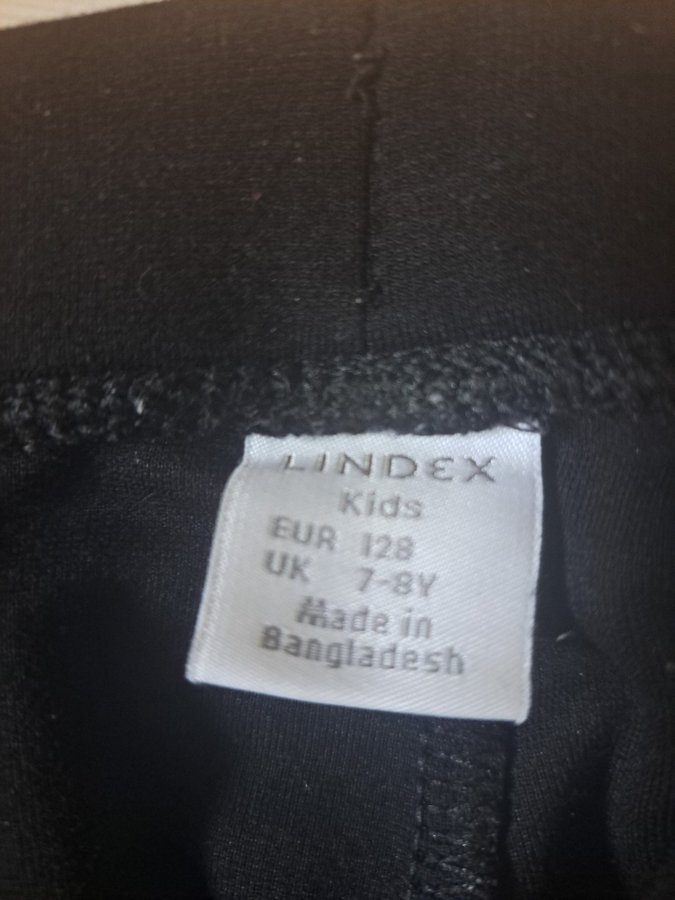 LINDEX
Kids
EUR 128
UK 7-8Y
Made in
Bangladesh